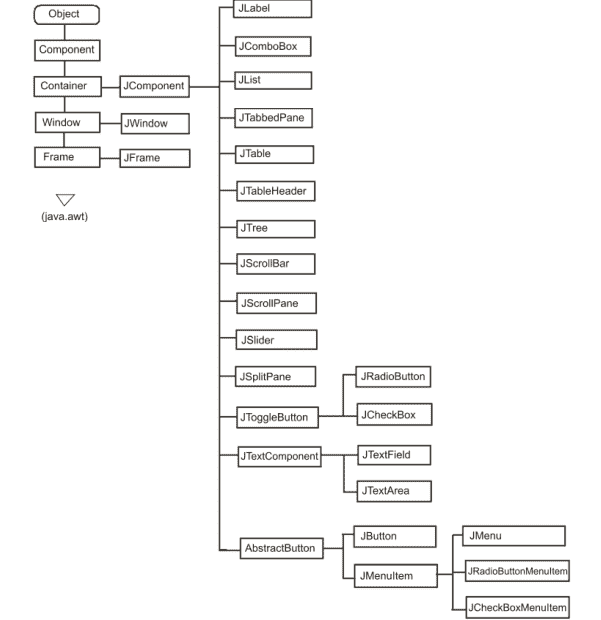 Object
Component
Container
JComponent
Window
JWindow
Frame
JFrame
(java.awt)
JLabel
JComboBox
JList
JTabbedPane
JTable
JTableHeader
JTree
JScrollBar
JScrollPane
JSlider
JSplitPane
JToggleButton
JRadioButton
JCheckBox
JTextComponent
JTextField
JTextArea
AbstractButton
JButton
JMenuItem
JMenu
JRadioButtonMenuItem
JCheckBoxMenuItem